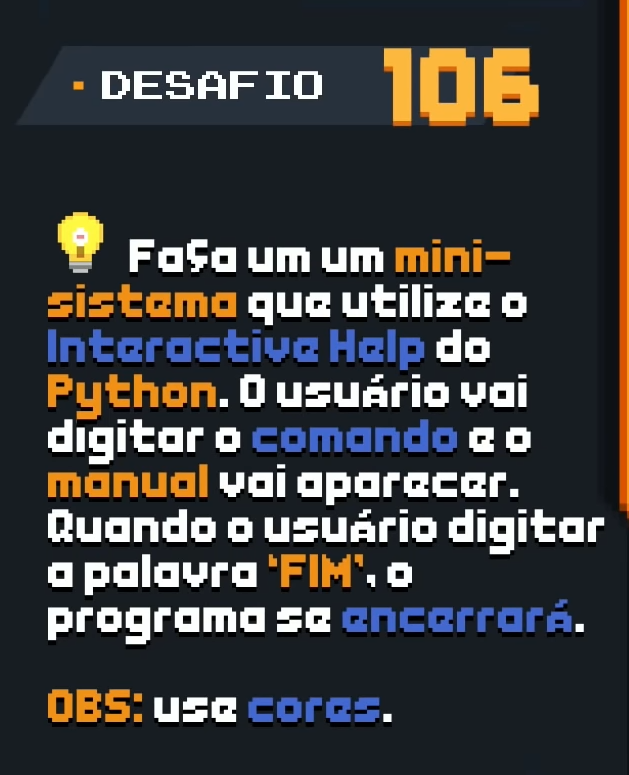 DESAFIO 106
Faça um um mini-
sistema que utilize o
Interactive Help do
Python. O usuário vai
digitar o comando e o
manual vai aparecer.
Quando o usuário digitar
a palavra ‘FIM’, o
programa se encerrará.
OBS: use cores.